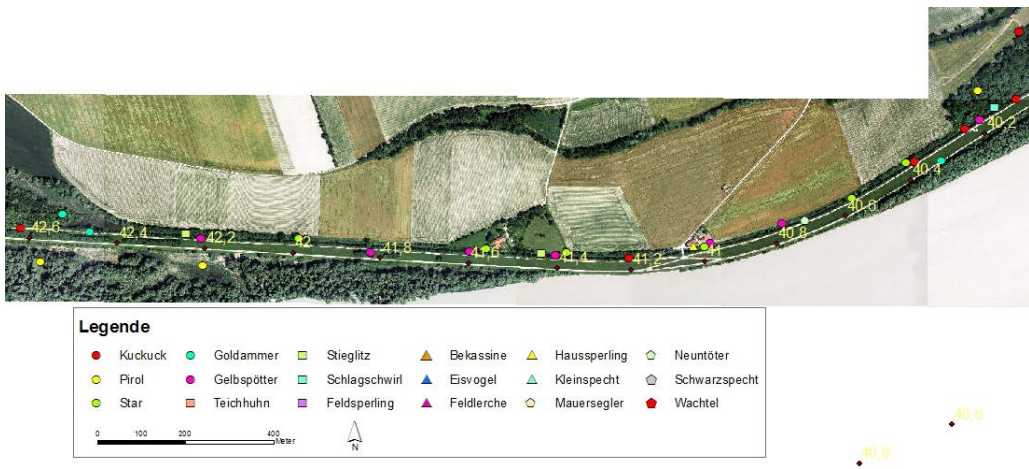 40,2
40,4
40,6
40,8
42,6
42,4
42,2
42
41,8
41,6
41,4
41,2
41
Legende
Kuckuck Goldammer Stieglitz Bekassine Haussperling Neuntöter
Pirol Gelbspötter Schlagschwirl Eisvogel Kleinspecht Schwarzspecht
Star Teichhuhn Feldsperling Feldlerche Mauersegler Wachtel
0 100 200 400
Meter
N
40,6
40,8